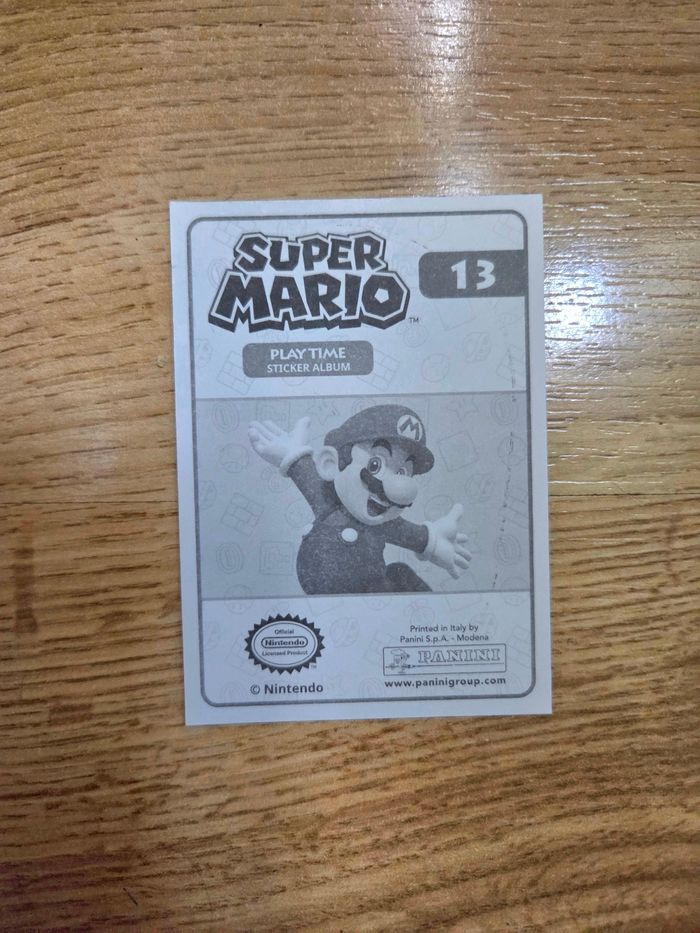 SUPER
MARIO™
13
PLAY TIME
STICKER ALBUM
M
Official
Nintendo
Licensed Product
TM
© Nintendo
Printed in Italy by
Panini S.p.A. - Modena
PANINI
www.paninigroup.com